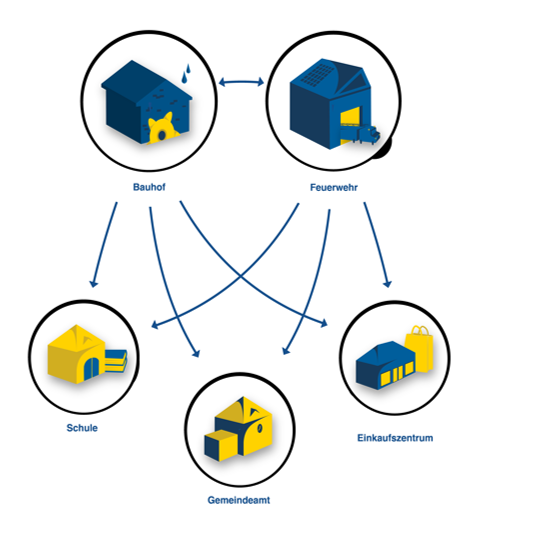 Bauhof
Feuerwehr
Schule
Einkaufszentrum
Gemeindeamt